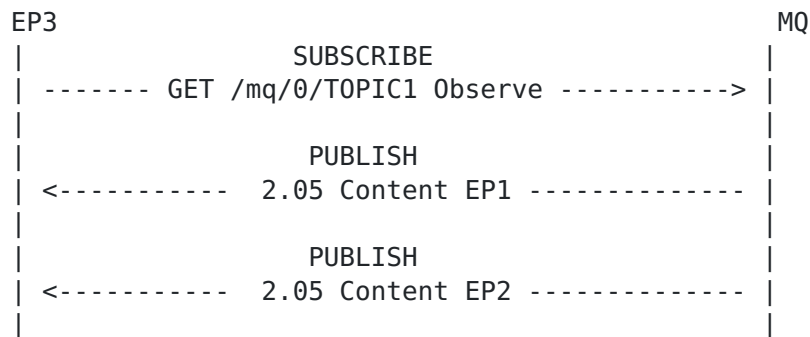 EP3                                            MQ
|                SUBSCRIBE                    |
| ------- GET /mq/0/TOPIC1 Observe -----------> |
|                                             |
|                 PUBLISH                     |
| <-----------  2.05 Content EP1 -------------- |
|                                             |
|                 PUBLISH                     |
| <-----------  2.05 Content EP2 -------------- |
|                                             |